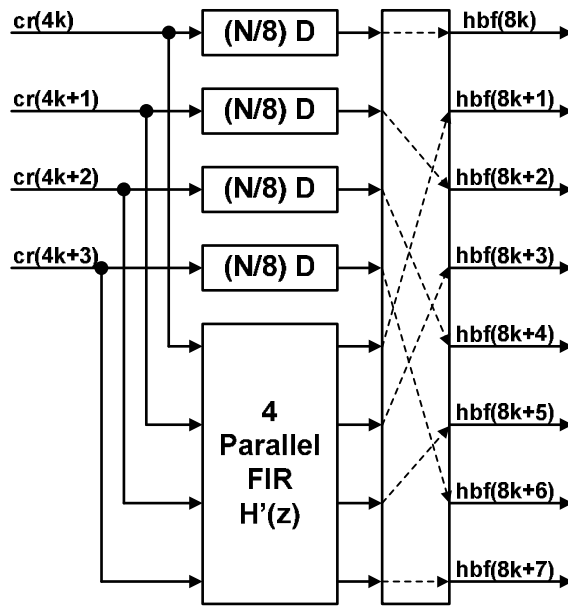 cr(4k)
(N/8) D
hbf(8k)
cr(4k+1)
(N/8) D
hbf(8k+1)
cr(4k+2)
(N/8) D
hbf(8k+2)
cr(4k+3)
(N/8) D
hbf(8k+3)
4
Parallel
FIR
H'(z)
hbf(8k+4)
hbf(8k+5)
hbf(8k+6)
hbf(8k+7)